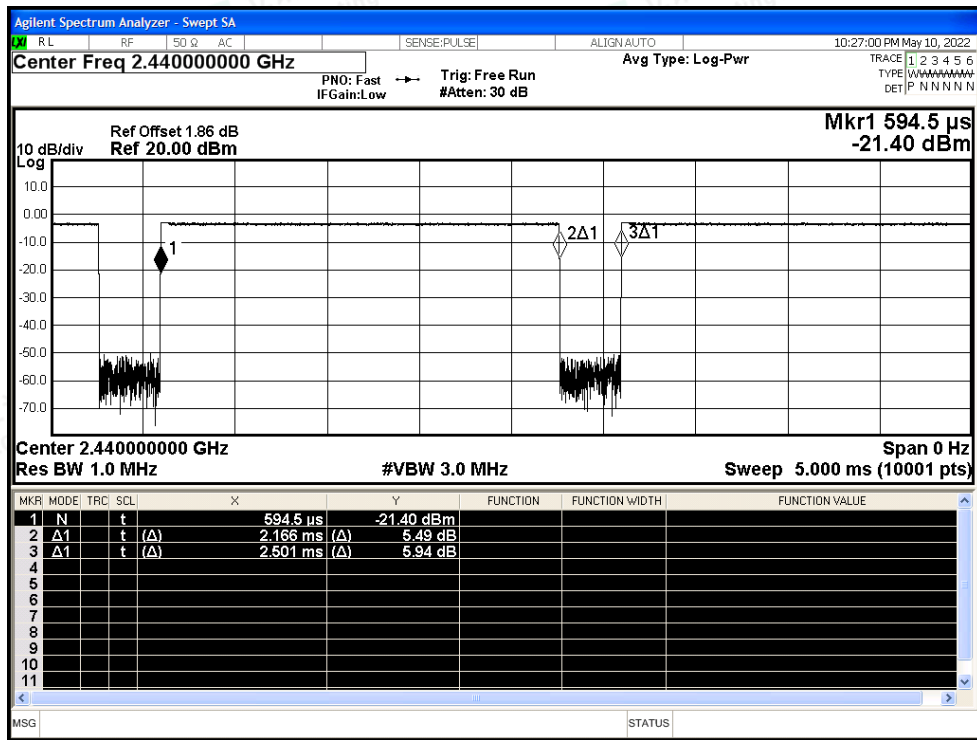 Agilent Spectrum Analyzer - Swept SA
LXI RL RF 50 Ω AC SENSE:PULSE ALIGN AUTO 10:27:00 PM May 10, 2022
Center Freq 2.440000000 GHz Avg Type: Log-Pwr TRACE 1 2 3 4 5 6
PNO: Fast Trig: Free Run TYPE
IFGain:Low #Atten: 30 dB DET P N N N N N
Mkr1 594.5 µs
-21.40 dBm
Ref Offset 1.86 dB
10 dB/div Ref 20.00 dBm
Log
10.0
0.00
-10.0
-20.0
-30.0
-40.0
-50.0
-60.0
-70.0
1
2Δ1
3Δ1
Center 2.440000000 GHz Span 0 Hz
Res BW 1.0 MHz #VBW 3.0 MHz Sweep 5.000 ms (10001 pts)
MKR MODE TRC SCL X Y FUNCTION FUNCTION WIDTH FUNCTION VALUE
1 N t 594.5 µs -21.40 dBm
2 Δ1 t (Δ) 2.166 ms (Δ) 5.49 dB
3 Δ1 t (Δ) 2.501 ms (Δ) 5.94 dB
4
5
6
7
8
9
10
11
MSG STATUS